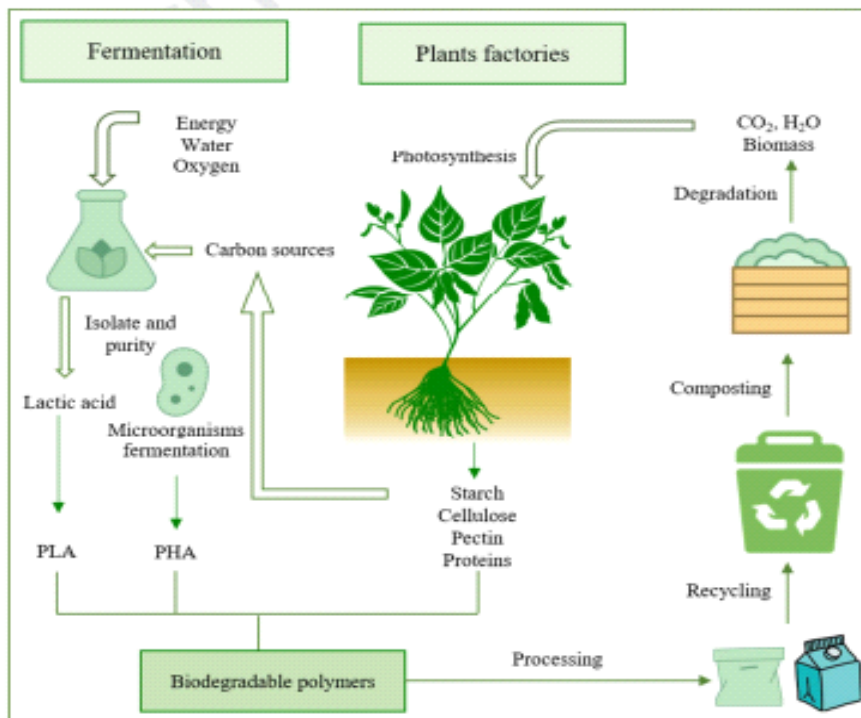 Fermentation
Plants factories
Energy
Water
Oxygen
Photosynthesis
CO₂, H₂O
Biomass
Degradation
Carbon sources
Isolate and
purity
Lactic acid
Microorganisms
fermentation
Composting
Starch
Cellulose
Pectin
Proteins
PLA
PHA
Recycling
Processing
Biodegradable polymers